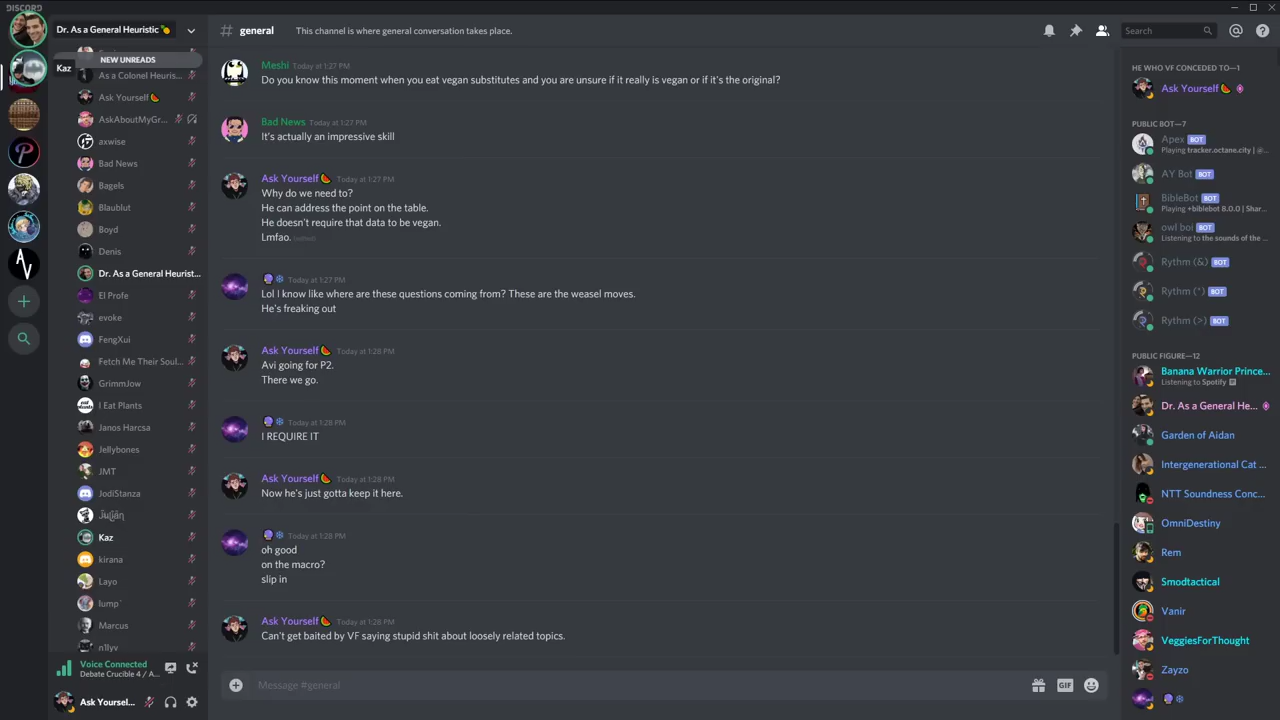 DISCORD
Dr. As a General Heuristic
Kaz
NEW UNREADS
As a Colonel Heuris...
Ask Yourself
AskAboutMyGr...
axwise
Bad News
Bagels
Blaublut
Boyd
Denis
Dr. As a General Heurist...
El Profe
evoke
FengXui
Fetch Me Their Soul...
GrimmJow
I Eat Plants
Janos Harcsa
Jellybones
JMT
JodiStanza
Kaz
kirana
Layo
lump`
Marcus
n1lyy
Voice Connected
Debate Crucible 4 / A...
Ask Yoursel...
# general
This channel is where general conversation takes place.
Search
Meshi Today at 1:27 PM
Do you know this moment when you eat vegan substitutes and you are unsure if it really is vegan or if it's the original?
Bad News Today at 1:27 PM
It's actually an impressive skill
Ask Yourself Today at 1:27 PM
Why do we need to?
He can address the point on the table.
He doesn't require that data to be vegan.
Lmfao. (edited)
Today at 1:27 PM
Lol I know like where are these questions coming from? These are the weasel moves.
He's freaking out
Ask Yourself Today at 1:28 PM
Avi going for P2.
There we go.
Today at 1:28 PM
I REQUIRE IT
Ask Yourself Today at 1:28 PM
Now he's just gotta keep it here.
Today at 1:28 PM
oh good
on the macro?
slip in
Ask Yourself Today at 1:28 PM
Can't get baited by VF saying stupid shit about loosely related topics.
Message #general
GIF
HE WHO VF CONCEDED TO—1
Ask Yourself
PUBLIC BOT—7
Apex BOT
Playing tracker.octane.city | @...
AY Bot BOT
BibleBot BOT
Playing +biblebot 8.0.0 | Shar...
owl boi BOT
Listening to the sounds of the ...
Rythm (&) BOT
Rythm (*) BOT
Rythm (>) BOT
PUBLIC FIGURE—12
Banana Warrior Prince...
Listening to Spotify
Dr. As a General He...
Garden of Aidan
Intergenerational Cat ...
NTT Soundness Conc...
OmniDestiny
Rem
Smodtactical
Vanir
VeggiesForThought
Zayzo